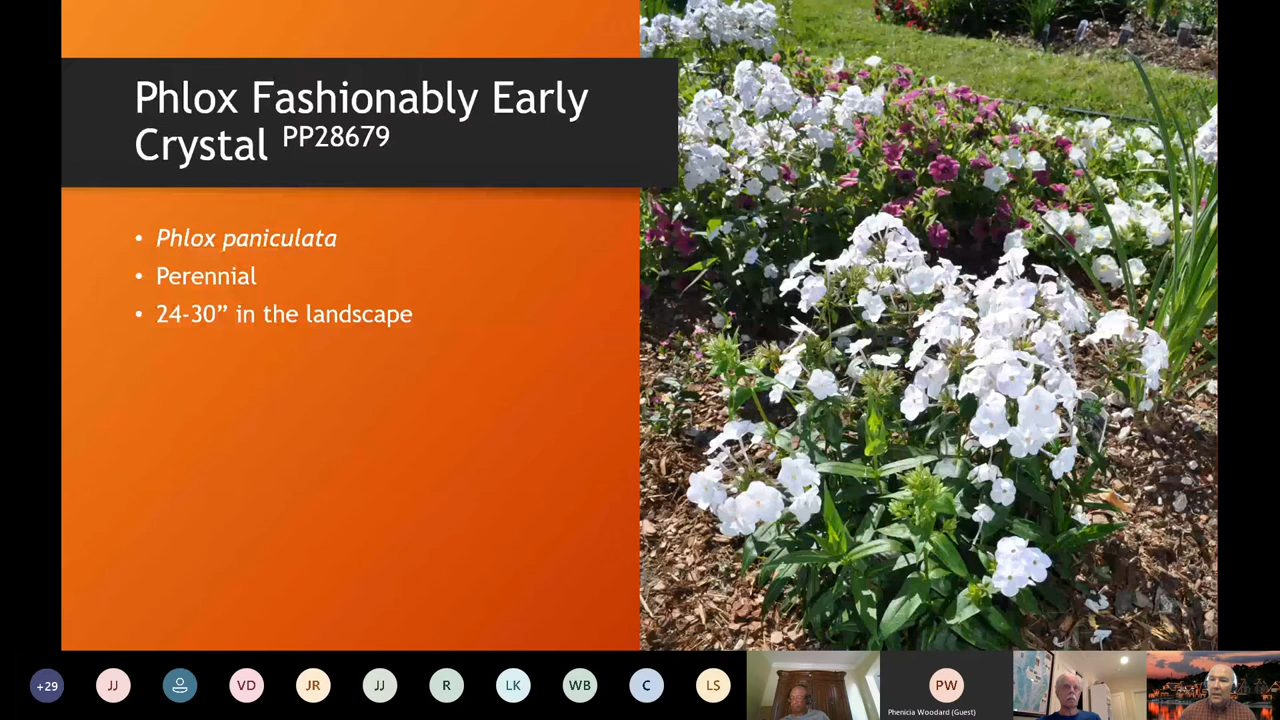 Phlox Fashionably Early
Crystal PP28679
• Phlox paniculata
• Perennial
• 24-30” in the landscape
+29
JJ
VD
JR
JJ
R
LK
WB
C
LS
PW
Phenicia Woodard (Guest)